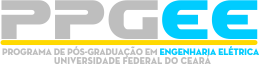 PPGEE
PROGRAMA DE PÓS-GRADUAÇÃO EM ENGENHARIA ELÉTRICA
UNIVERSIDADE FEDERAL DO CEARÁ